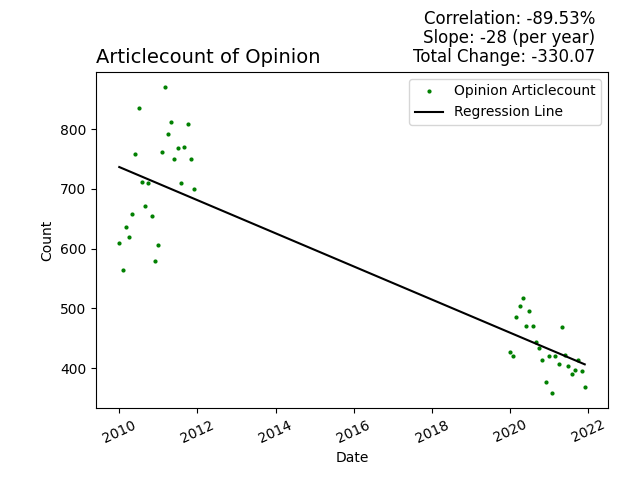 Correlation: -89.53%
Slope: -28 (per year)
Total Change: -330.07
Articlecount of Opinion
Opinion Articlecount
Regression Line
800
700
600
500
400
Count
2010
2012
2014
2016
2018
2020
2022
Date